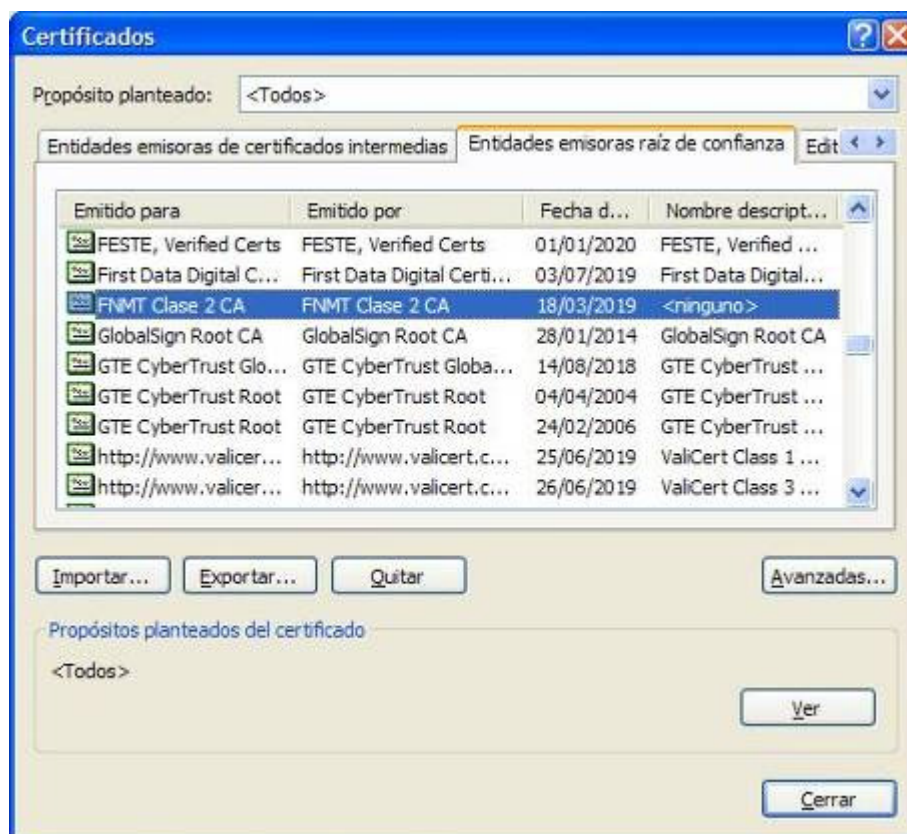 Certificados
Propósito planteado: <Todos>
Entidades emisoras de certificados intermedias Entidades emisoras raíz de confianza Edit
Emitido para Emitido por Fecha d... Nombre descript...
FESTE, Verified Certs FESTE, Verified Certs 01/01/2020 FESTE, Verified ...
First Data Digital C... First Data Digital Certi... 03/07/2019 First Data Digital...
FNMT Clase 2 CA FNMT Clase 2 CA 18/03/2019 <ninguno>
GlobalSign Root CA GlobalSign Root CA 28/01/2014 GlobalSign Root CA
GTE CyberTrust Glo... GTE CyberTrust Globa... 14/08/2018 GTE CyberTrust ...
GTE CyberTrust Root GTE CyberTrust Root 04/04/2004 GTE CyberTrust ...
GTE CyberTrust Root GTE CyberTrust Root 24/02/2006 GTE CyberTrust ...
http://www.valicer... http://www.valicert.c... 25/06/2019 ValiCert Class 1 ...
http://www.valicer... http://www.valicert.c... 26/06/2019 ValiCert Class 3 ...
Importar... Exportar... Quitar Avanzadas...
Propósitos planteados del certificado
<Todos>
Ver
Cerrar